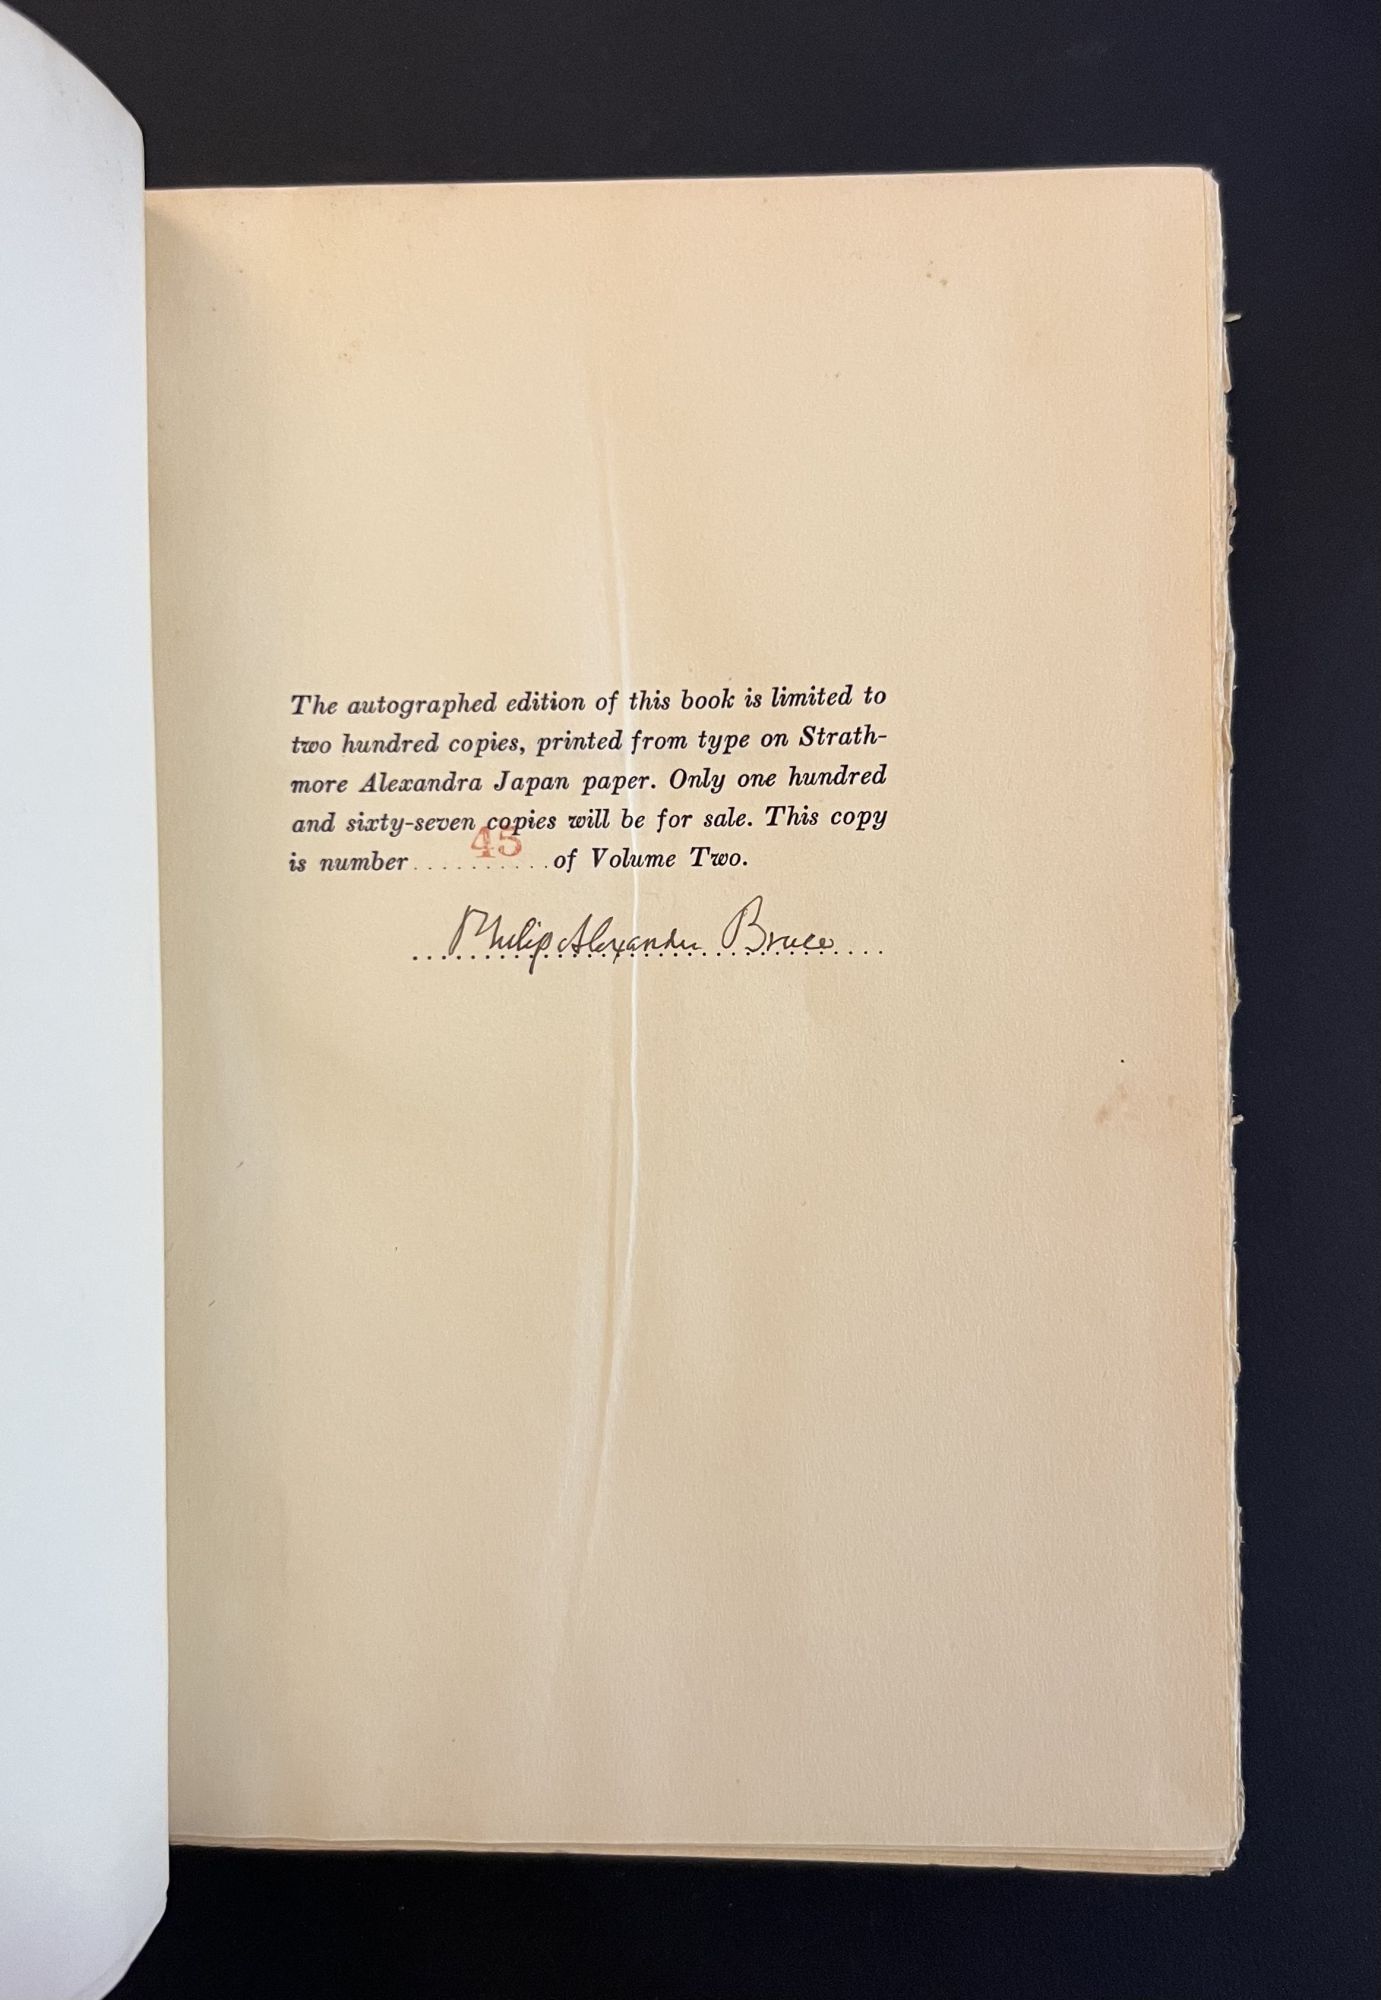 The autographed edition of this book is limited to
two hundred copies, printed from type on Strath-
more Alexandra Japan paper. Only one hundred
and sixty-seven copies will be for sale. This copy
is number .......... of Volume Two.
45
Philip Alexander Bruce